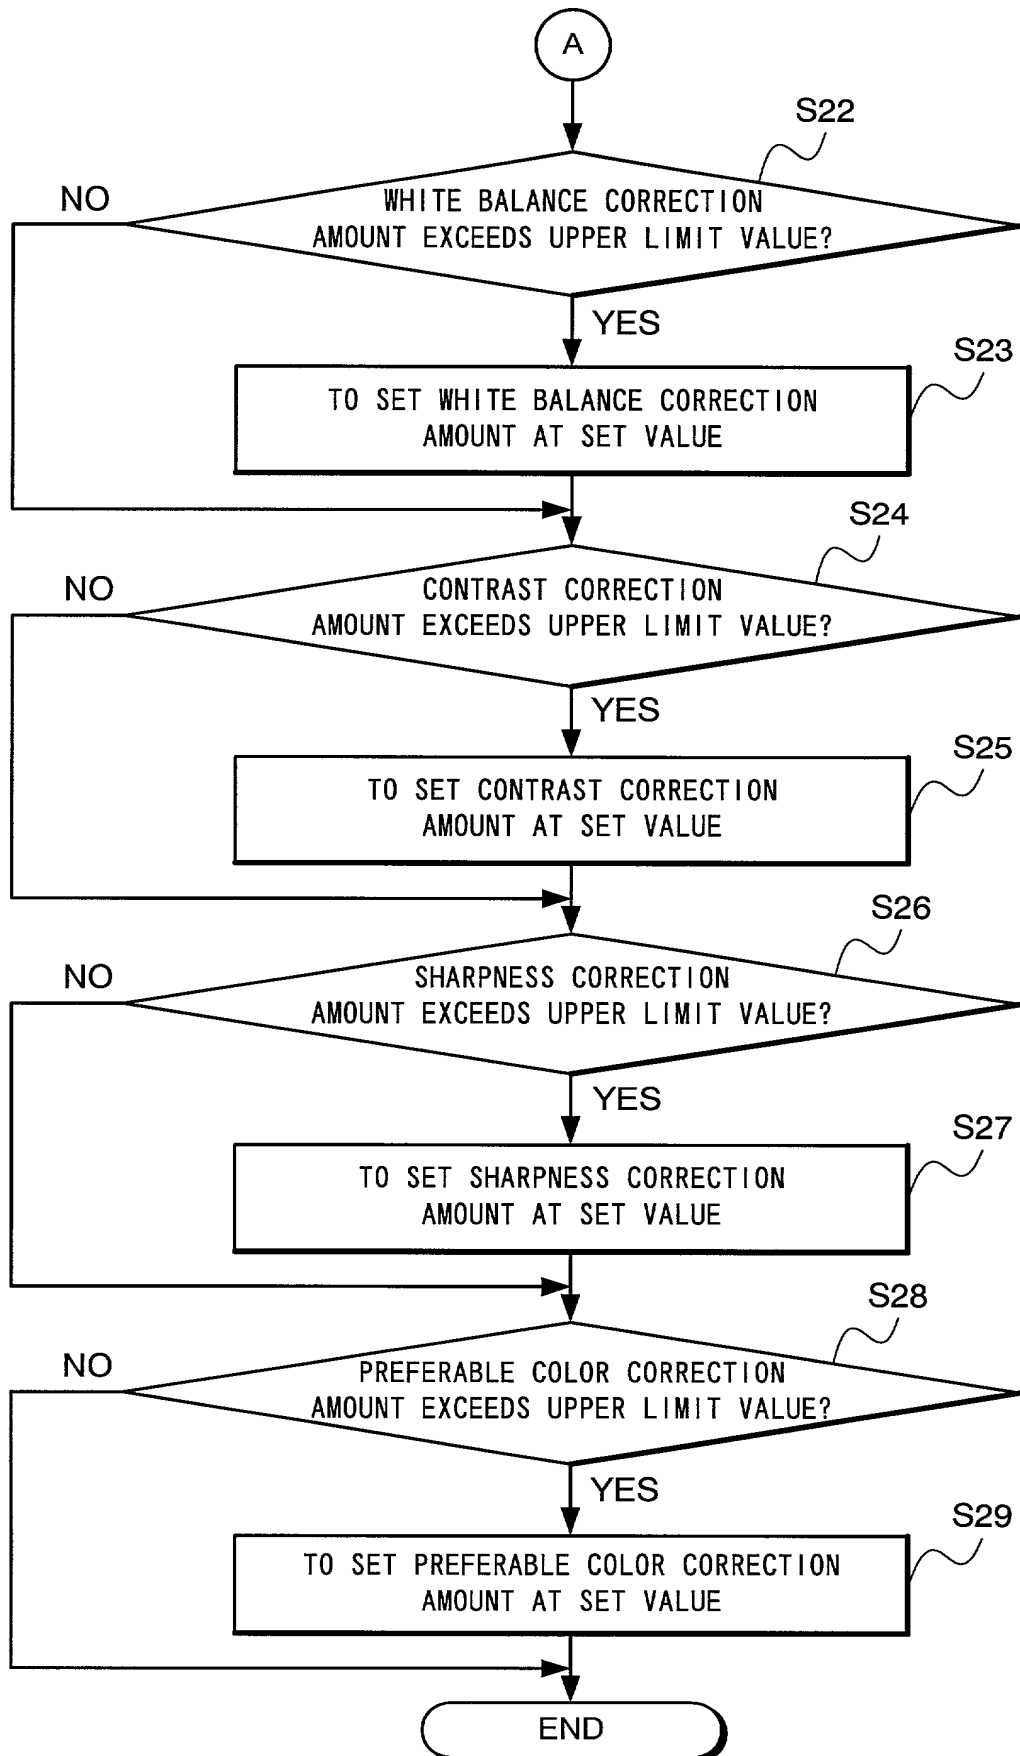 A
S22
NO
WHITE BALANCE CORRECTION
AMOUNT EXCEEDS UPPER LIMIT VALUE?
YES
S23
TO SET WHITE BALANCE CORRECTION
AMOUNT AT SET VALUE
S24
NO
CONTRAST CORRECTION
AMOUNT EXCEEDS UPPER LIMIT VALUE?
YES
S25
TO SET CONTRAST CORRECTION
AMOUNT AT SET VALUE
S26
NO
SHARPNESS CORRECTION
AMOUNT EXCEEDS UPPER LIMIT VALUE?
YES
S27
TO SET SHARPNESS CORRECTION
AMOUNT AT SET VALUE
S28
NO
PREFERABLE COLOR CORRECTION
AMOUNT EXCEEDS UPPER LIMIT VALUE?
YES
S29
TO SET PREFERABLE COLOR CORRECTION
AMOUNT AT SET VALUE
END